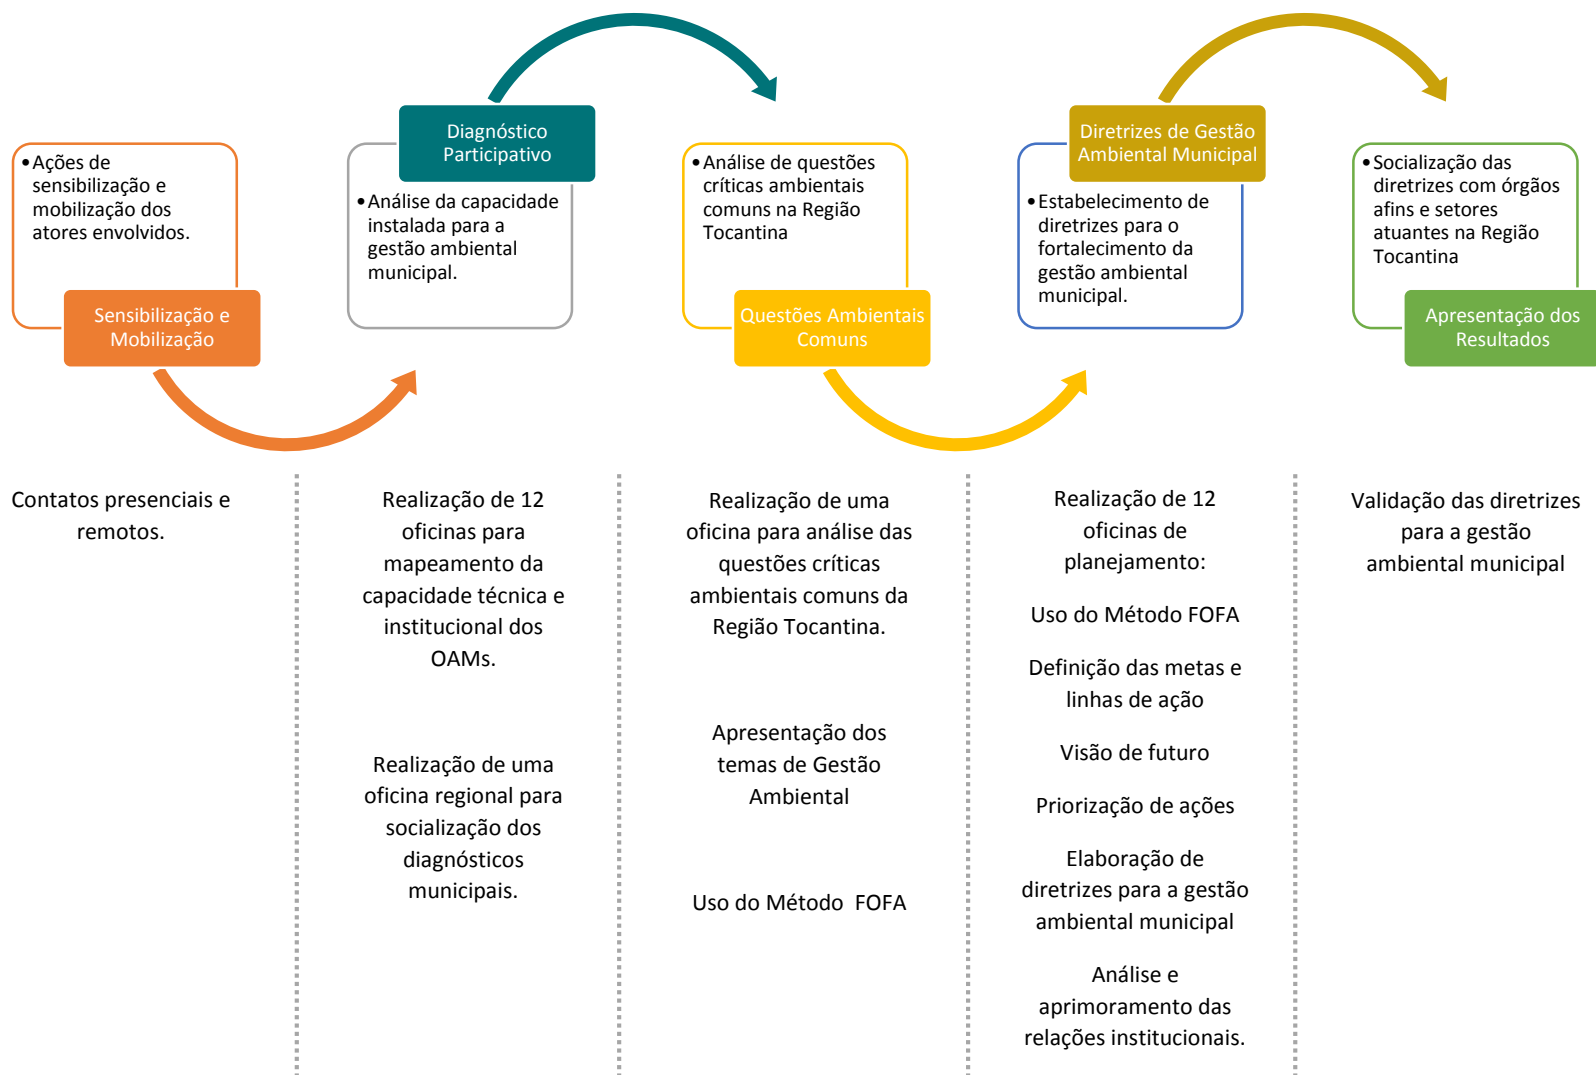 •Ações de
sensibilização e
mobilização dos
atores envolvidos.
Sensibilização e
Mobilização
Diagnóstico
Participativo
•Análise da capacidade
instalada para a
gestão ambiental
municipal.
•Análise de questões
críticas ambientais
comuns na Região
Tocantina
Questões Ambientais
Comuns
Diretrizes de Gestão
Ambiental Municipal
•Estabelecimento de
diretrizes para o
fortalecimento da
gestão ambiental
municipal.
•Socialização das
diretrizes com órgãos
afins e setores
atuantes na Região
Tocantina
Apresentação dos
Resultados
Contatos presenciais e
remotos.
Realização de 12
oficinas para
mapeamento da
capacidade técnica e
institucional dos
OAMs.
Realização de uma
oficina regional para
socialização dos
diagnósticos
municipais.
Realização de uma
oficina para análise das
questões críticas
ambientais comuns da
Região Tocantina.
Apresentação dos
temas de Gestão
Ambiental
Uso do Método  FOFA
Realização de 12
oficinas de
planejamento:
Uso do Método FOFA
Definição das metas e
linhas de ação
Visão de futuro
Priorização de ações
Elaboração de
diretrizes para a gestão
ambiental municipal
Análise e
aprimoramento das
relações institucionais.
Validação das diretrizes
para a gestão
ambiental municipal